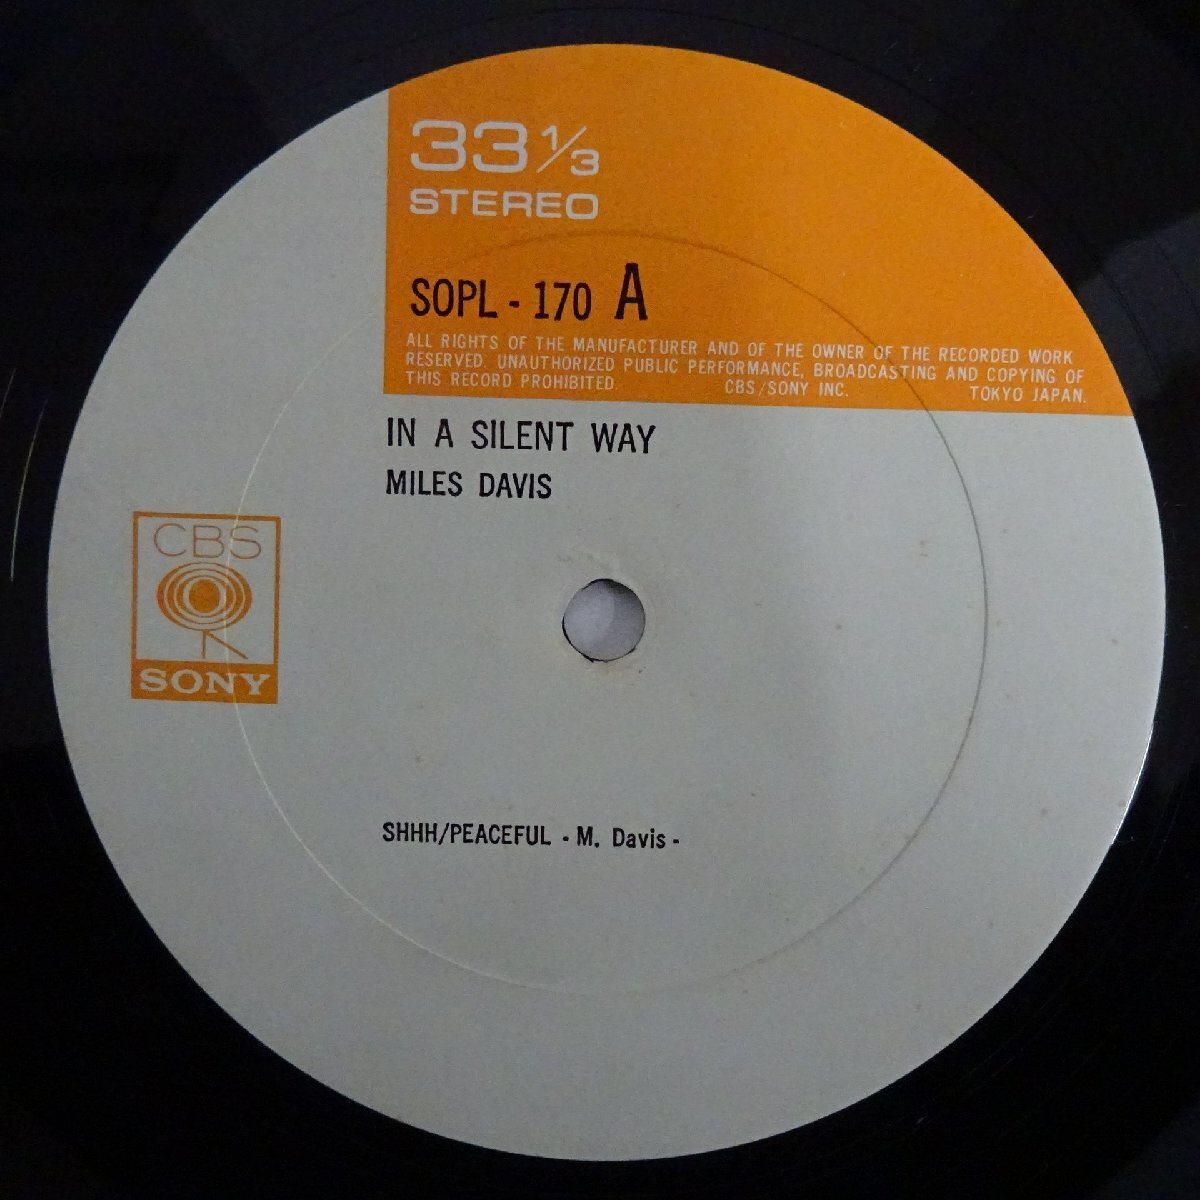 33 1/3
STEREO
SOPL - 170 A
ALL RIGHTS OF THE MANUFACTURER AND OF THE OWNER OF THE RECORDED WORK
RESERVED. UNAUTHORIZED PUBLIC PERFORMANCE, BROADCASTING AND COPYING OF
THIS RECORD PROHIBITED. CBS/SONY INC. TOKYO JAPAN.
IN A SILENT WAY
MILES DAVIS
CBS
SONY
SHHH/PEACEFUL - M. Davis -